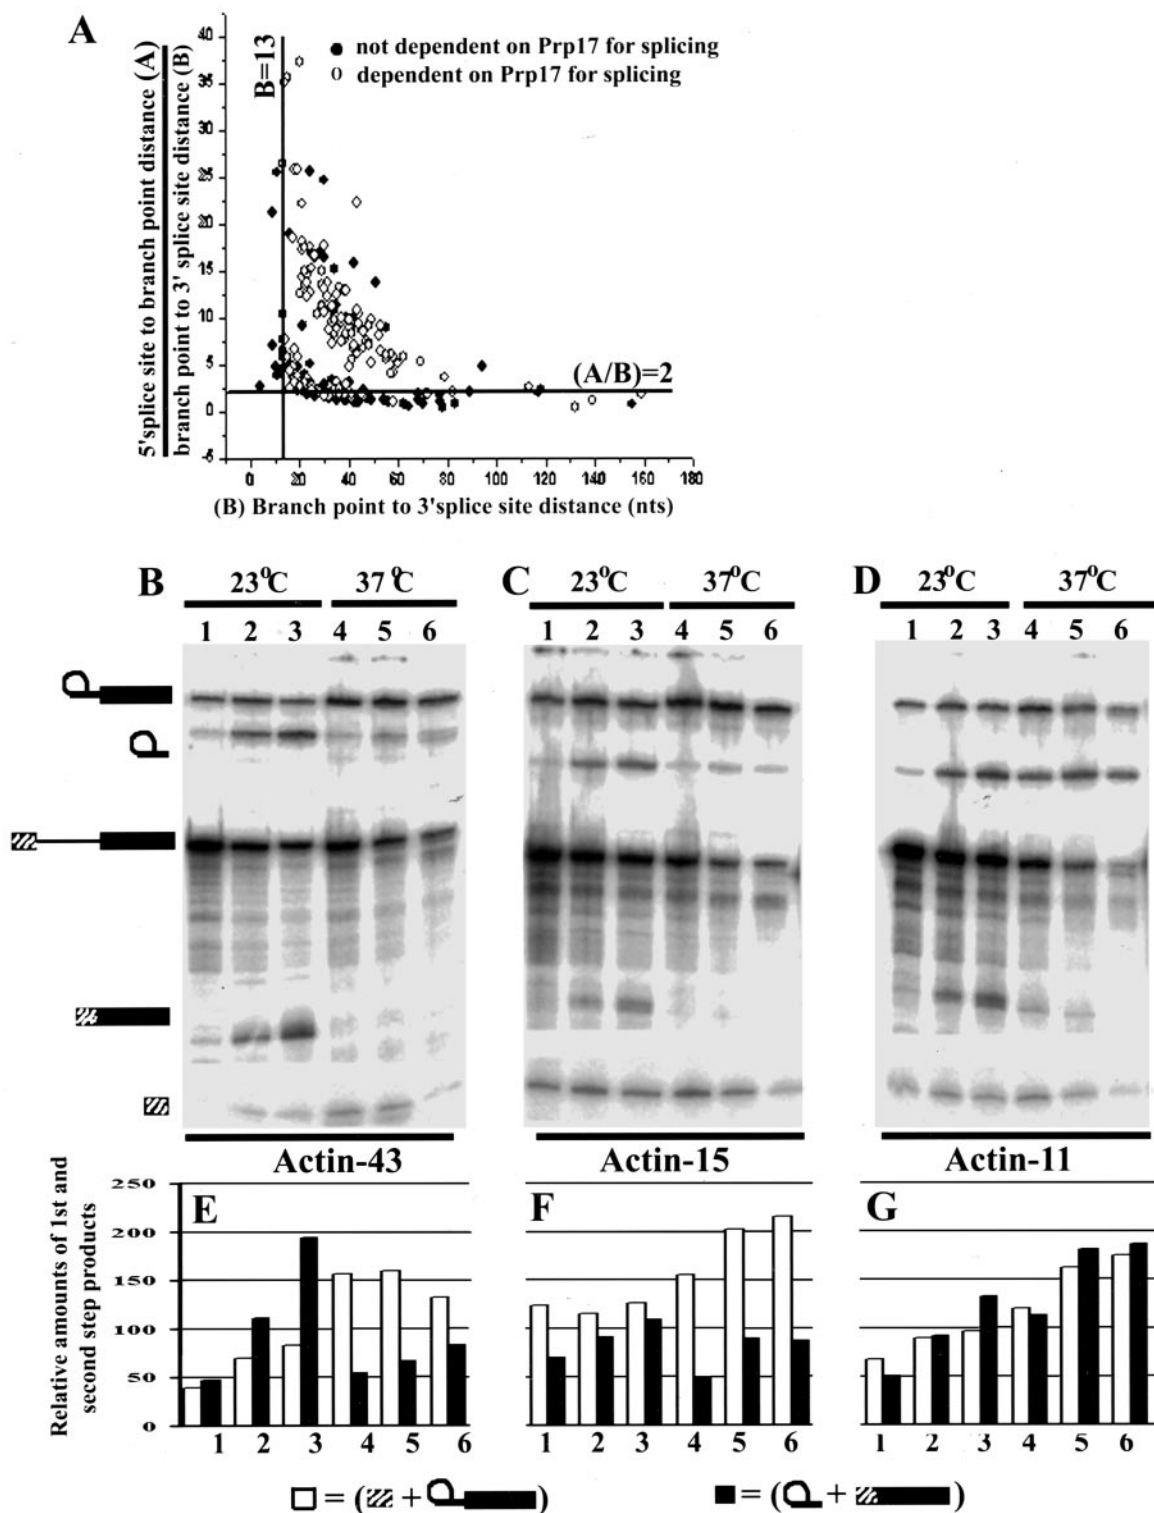 A
5'splice site to branch point distance (A)
branch point to 3' splice site distance (B)
40
35
30
25
20
15
10
5
0
-5
B=13
● not dependent on Prp17 for splicing
○ dependent on Prp17 for splicing
(A/B)=2
0 20 40 60 80 100 120 140 160 180
(B) Branch point to 3'splice site distance (nts)
B 23°C 37°C
1 2 3 4 5 6
C 23°C 37°C
1 2 3 4 5 6
D 23°C 37°C
1 2 3 4 5 6
Actin-43
Actin-15
Actin-11
Relative amounts of 1st and
second step products
250
200
150
100
50
0
E
1 2 3 4 5 6
F
1 2 3 4 5 6
G
1 2 3 4 5 6
= ( + )
= ( + )